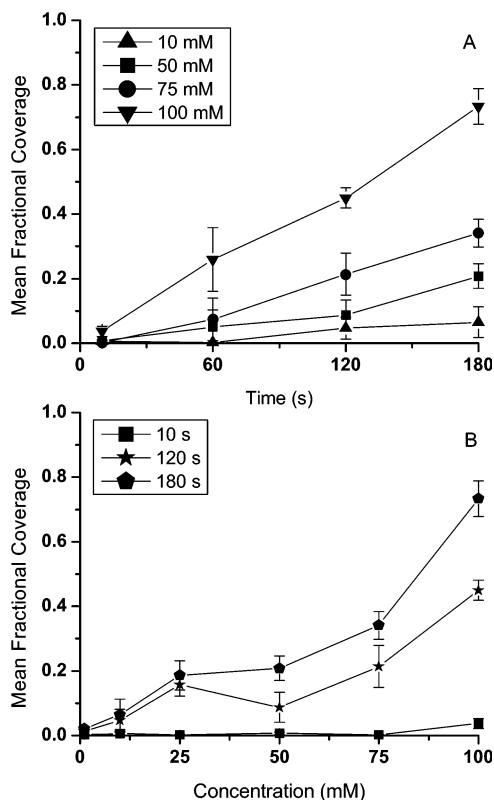 1.0
0.8
0.6
0.4
0.2
0.0
Mean Fractional Coverage
10 mM
50 mM
75 mM
100 mM
A
0 60 120 180
Time (s)
1.0
0.8
0.6
0.4
0.2
0.0
Mean Fractional Coverage
10 s
120 s
180 s
B
0 25 50 75 100
Concentration (mM)